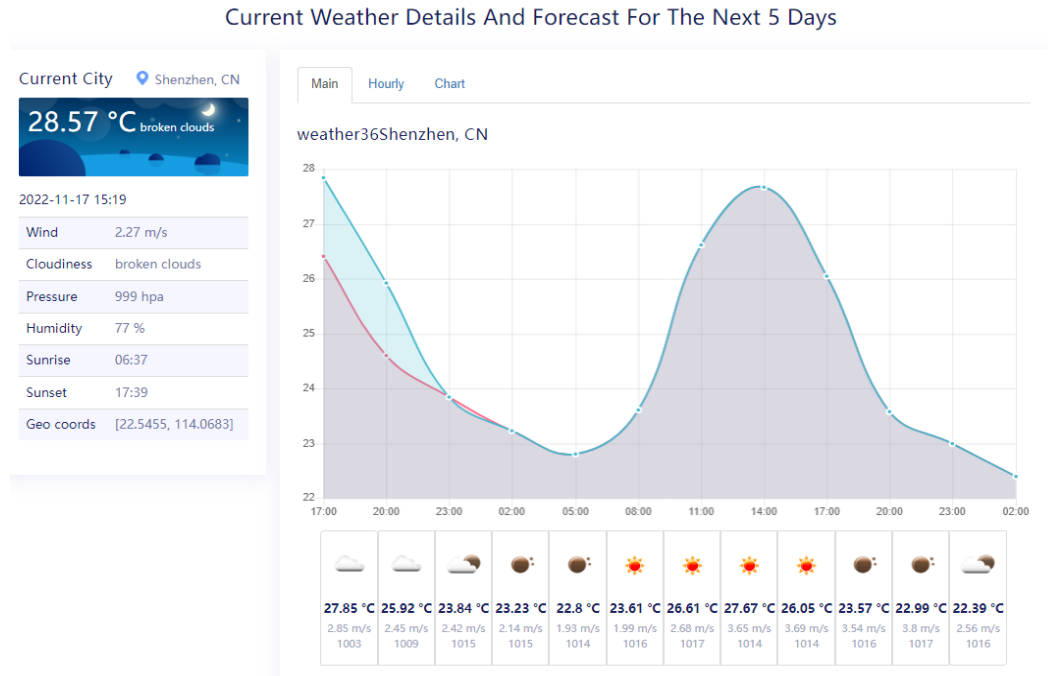 Current Weather Details And Forecast For The Next 5 Days
Current City Shenzhen, CN
28.57 °C broken clouds
2022-11-17 15:19
Wind 2.27 m/s
Cloudiness broken clouds
Pressure 999 hpa
Humidity 77 %
Sunrise 06:37
Sunset 17:39
Geo coords [22.5455, 114.0683]
Main Hourly Chart
weather36Shenzhen, CN
28
27
26
25
24
23
22
17:00 20:00 23:00 02:00 05:00 08:00 11:00 14:00 17:00 20:00 23:00 02:00
27.85 °C 25.92 °C 23.84 °C 23.23 °C 22.8 °C 23.61 °C 26.61 °C 27.67 °C 26.05 °C 23.57 °C 22.99 °C 22.39 °C
2.85 m/s 2.45 m/s 2.42 m/s 2.14 m/s 1.93 m/s 1.99 m/s 2.68 m/s 3.65 m/s 3.69 m/s 3.54 m/s 3.8 m/s 2.56 m/s
1003 1009 1015 1015 1014 1016 1017 1014 1014 1016 1017 1016